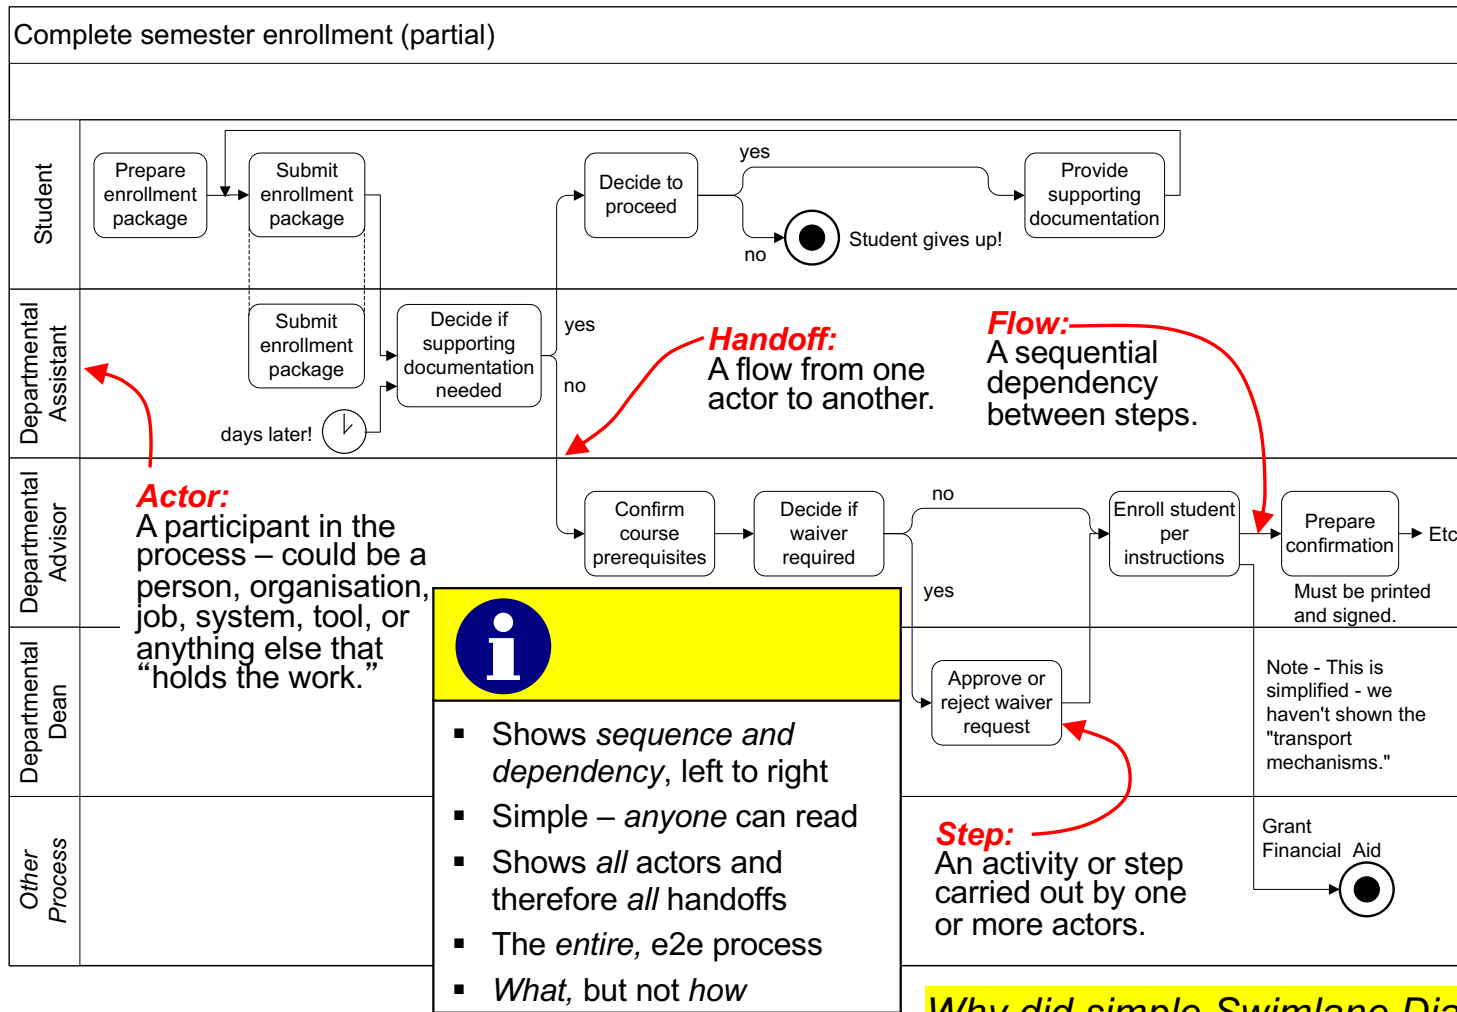 Complete semester enrollment (partial)
Student
Prepare
enrollment
package
Submit
enrollment
package
Decide to
proceed
yes
no
Student gives up!
Provide
supporting
documentation
Departmental
Assistant
Submit
enrollment
package
days later!
Decide if
supporting
documentation
needed
yes
no
Handoff:
A flow from one
actor to another.
Flow:
A sequential
dependency
between steps.
Departmental
Advisor
Actor:
A participant in the
process – could be a
person, organisation,
job, system, tool, or
anything else that
“holds the work.”
Confirm
course
prerequisites
Decide if
waiver
required
no
yes
Enroll student
per
instructions
Prepare
confirmation
Etc
Must be printed
and signed.
Departmental
Dean
Approve or
reject waiver
request
Note - This is
simplified - we
haven't shown the
"transport
mechanisms."
i
▪ Shows sequence and
dependency, left to right
▪ Simple – anyone can read
▪ Shows all actors and
therefore all handoffs
▪ The entire, e2e process
▪ What, but not how
Step:
An activity or step
carried out by one
or more actors.
Other
Process
Grant
Financial Aid
Why did simple Swimlane Dia